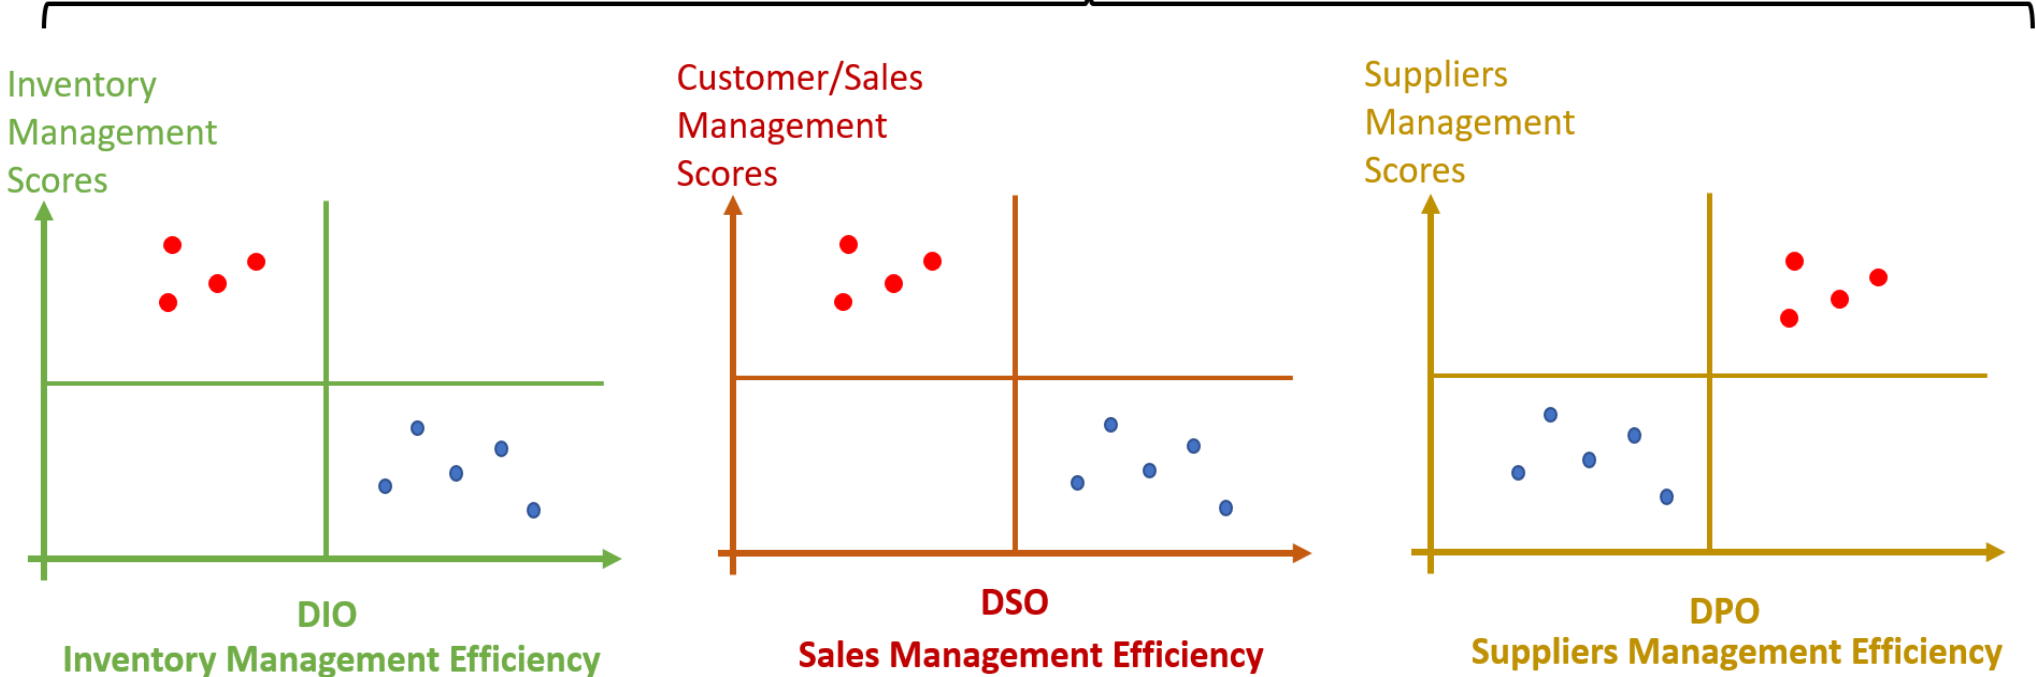 Inventory
Management
Scores
Customer/Sales
Management
Scores
Suppliers
Management
Scores
DIO
Inventory Management Efficiency
DSO
Sales Management Efficiency
DPO
Suppliers Management Efficiency